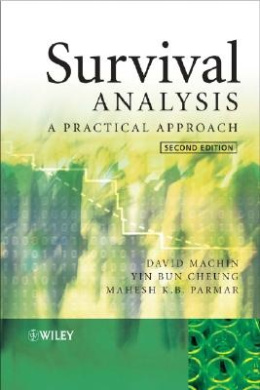 Survival
ANALYSIS
A PRACTICAL APPROACH
SECOND EDITION
DAVID MACHIN
YIN BUN CHEUNG
MAHESH K.B. PARMAR
WILEY